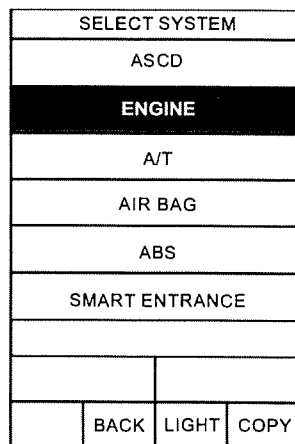 SELECT SYSTEM
ASCD
ENGINE
A/T
AIR BAG
ABS
SMART ENTRANCE
BACK LIGHT COPY